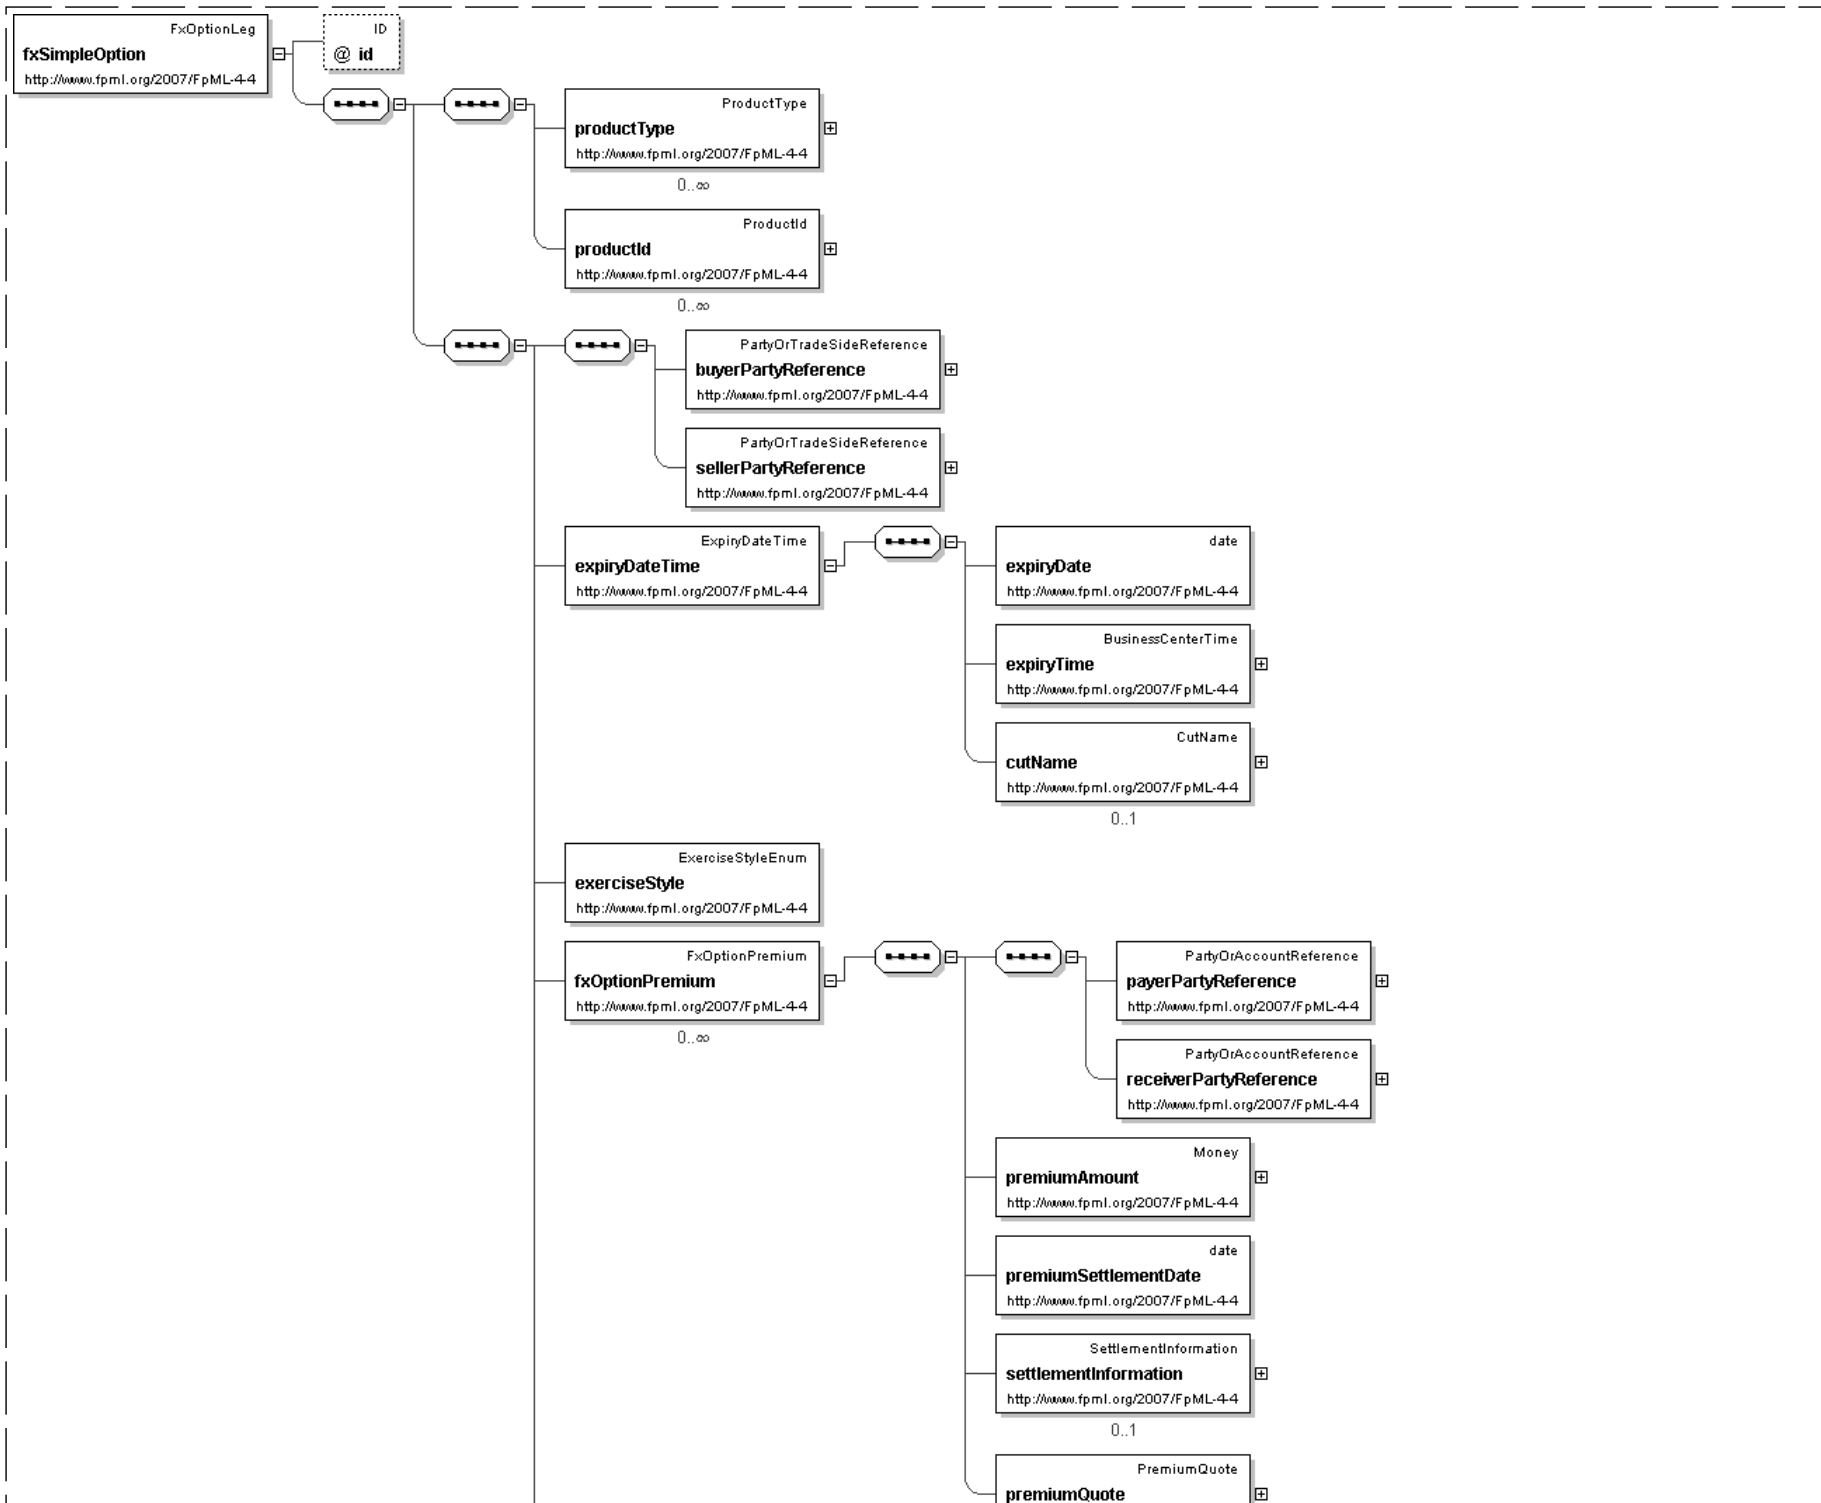 FxOptionLeg
fxSimpleOption
http://www.fpml.org/2007/FpML-4-4
ID
@ id
ProductType
productType
http://www.fpml.org/2007/FpML-4-4
0..∞
ProductId
productId
http://www.fpml.org/2007/FpML-4-4
0..∞
PartyOrTradeSideReference
buyerPartyReference
http://www.fpml.org/2007/FpML-4-4
PartyOrTradeSideReference
sellerPartyReference
http://www.fpml.org/2007/FpML-4-4
ExpiryDateTime
expiryDateTime
http://www.fpml.org/2007/FpML-4-4
date
expiryDate
http://www.fpml.org/2007/FpML-4-4
BusinessCenterTime
expiryTime
http://www.fpml.org/2007/FpML-4-4
CutName
cutName
http://www.fpml.org/2007/FpML-4-4
0..1
ExerciseStyleEnum
exerciseStyle
http://www.fpml.org/2007/FpML-4-4
FxOptionPremium
fxOptionPremium
http://www.fpml.org/2007/FpML-4-4
0..∞
PartyOrAccountReference
payerPartyReference
http://www.fpml.org/2007/FpML-4-4
PartyOrAccountReference
receiverPartyReference
http://www.fpml.org/2007/FpML-4-4
Money
premiumAmount
http://www.fpml.org/2007/FpML-4-4
date
premiumSettlementDate
http://www.fpml.org/2007/FpML-4-4
SettlementInformation
settlementInformation
http://www.fpml.org/2007/FpML-4-4
0..1
PremiumQuote
premiumQuote